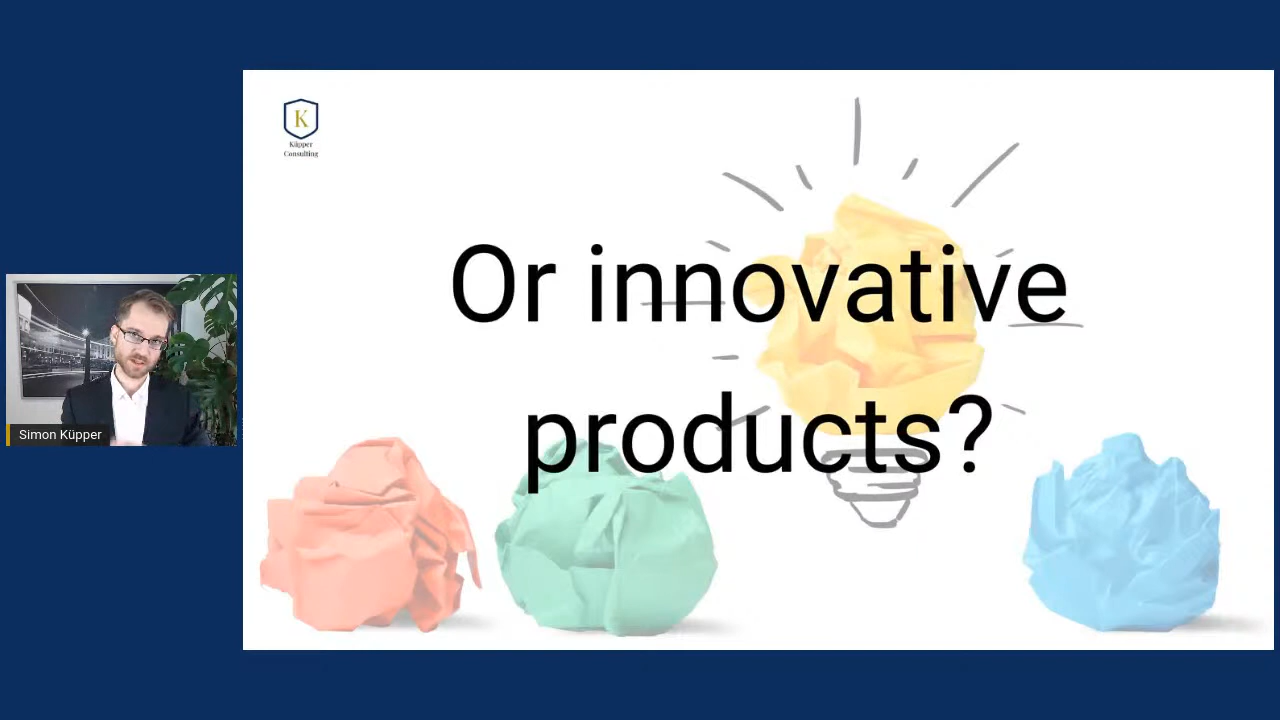 K
Küpper
Consulting
Or innovative
products?
Simon Küpper